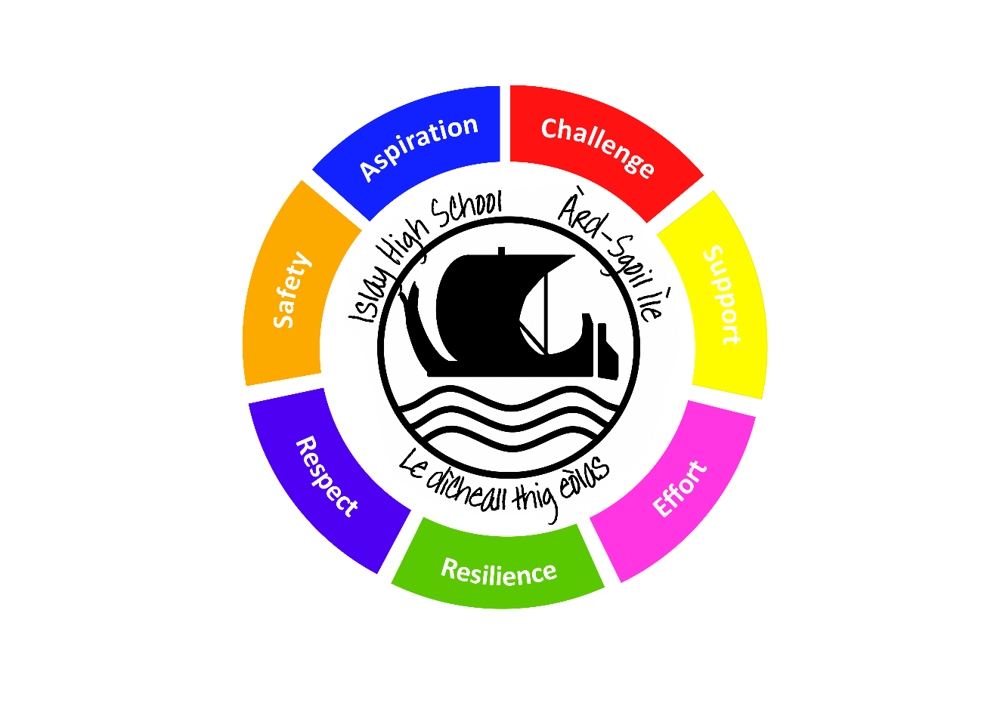 Aspiration
Challenge
Support
Effort
Resilience
Respect
Safety
Islay High School
Àrd-Sgoil Ìle
Le dìcheall thig eòlas